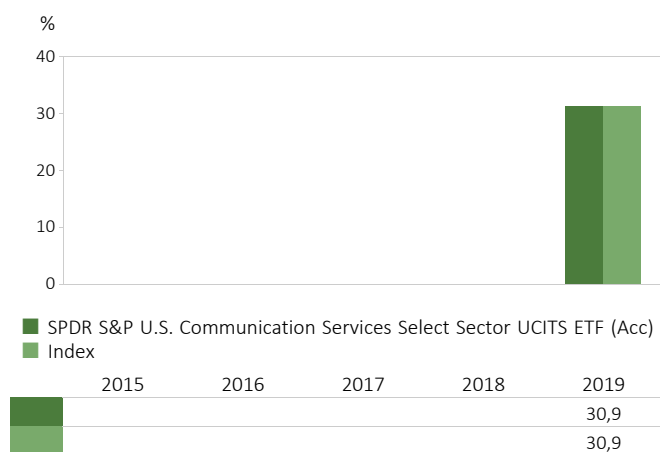 %
40
30
20
10
0
SPDR S&P U.S. Communication Services Select Sector UCITS ETF (Acc)
Index
2015 2016 2017 2018 2019
30,9
30,9